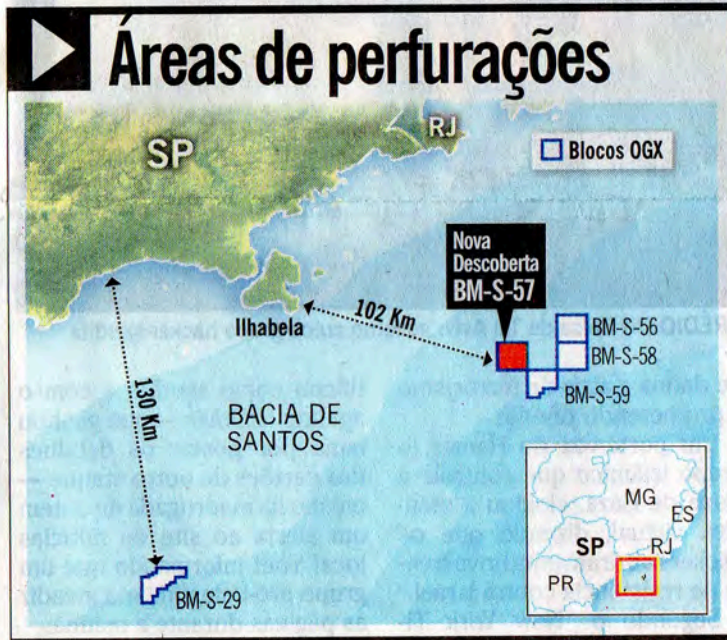 Áreas de perfurações
SP
RJ
Blocos OGX
Nova
Descoberta
BM-S-57
Ilhabela
102 Km
BM-S-56
BM-S-58
BM-S-59
130 Km
BACIA DE
SANTOS
BM-S-29
MG
ES
SP
RJ
PR